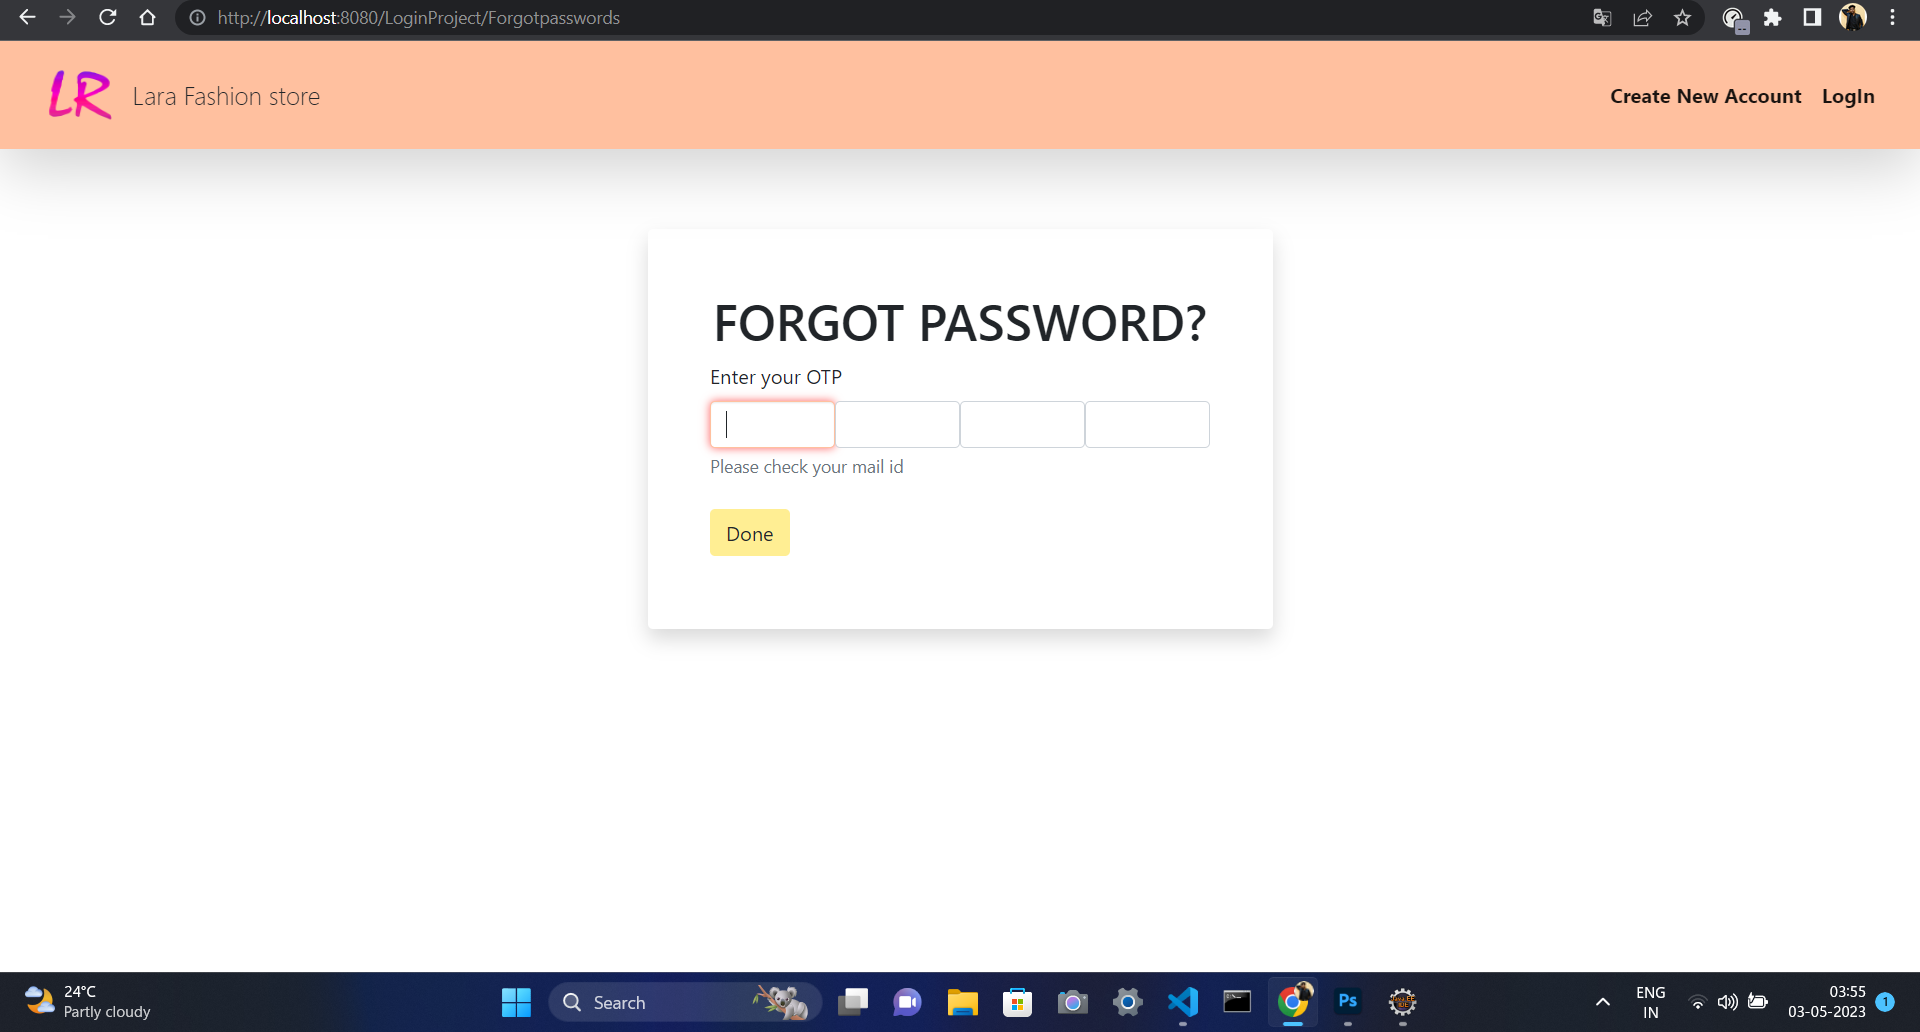 http://localhost:8080/LoginProject/Forgotpasswords
LR Lara Fashion store
Create New Account LogIn
FORGOT PASSWORD?
Enter your OTP
Please check your mail id
Done
24°C
Partly cloudy
Search
Ps
ENG
IN
03:55
03-05-2023
1